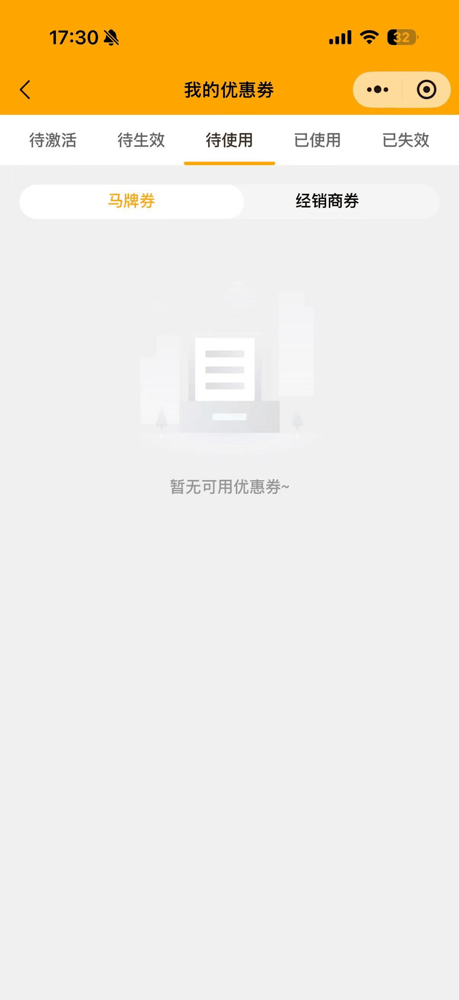 17:30 32
我的优惠券
待激活 待生效 待使用 已使用 已失效
马牌券 经销商券
暂无可用优惠券~